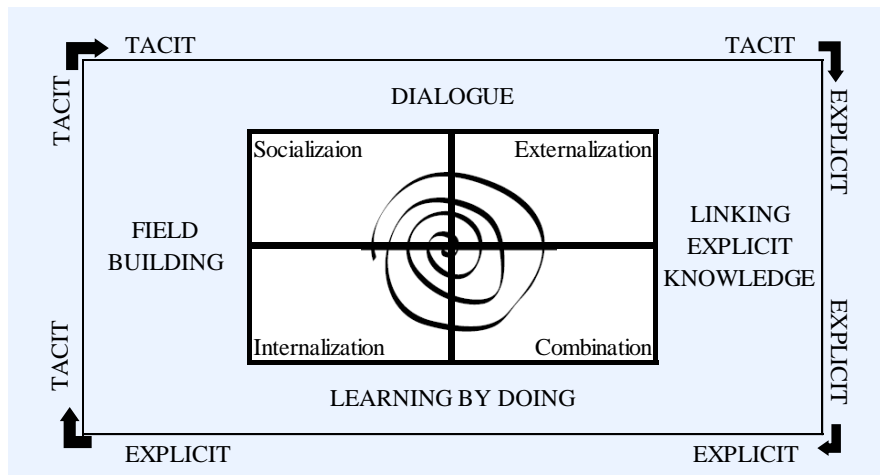 TACIT
TACIT
TACIT
EXPLICIT
DIALOGUE
Socializaion
Externalization
FIELD
BUILDING
LINKING
EXPLICIT
KNOWLEDGE
Internalization
Combination
TACIT
EXPLICIT
LEARNING BY DOING
EXPLICIT
EXPLICIT